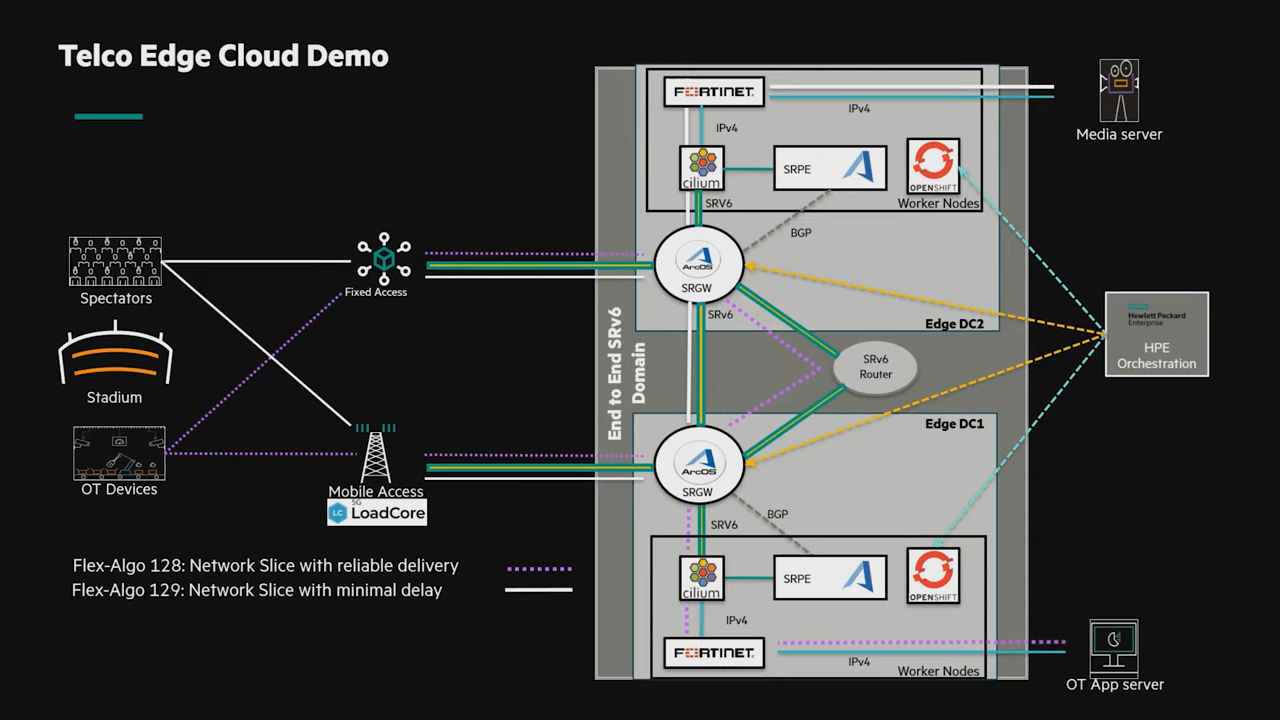 Telco Edge Cloud Demo
FORTINET
IPv4
Media server
IPv4
cilium
SRPE
OPENSHIFT
SRV6
Worker Nodes
BGP
ArcOS
SRGW
Spectators
Fixed Access
SRv6
Edge DC2
Hewlett Packard
Enterprise
HPE
Orchestration
End to End SRv6
Domain
SRv6
Router
Stadium
Edge DC1
ArcOS
SRGW
OT Devices
Mobile Access
5G
LC LoadCore
BGP
SRV6
Flex-Algo 128: Network Slice with reliable delivery
Flex-Algo 129: Network Slice with minimal delay
cilium
SRPE
OPENSHIFT
IPv4
FORTINET
IPv4
Worker Nodes
OT App server